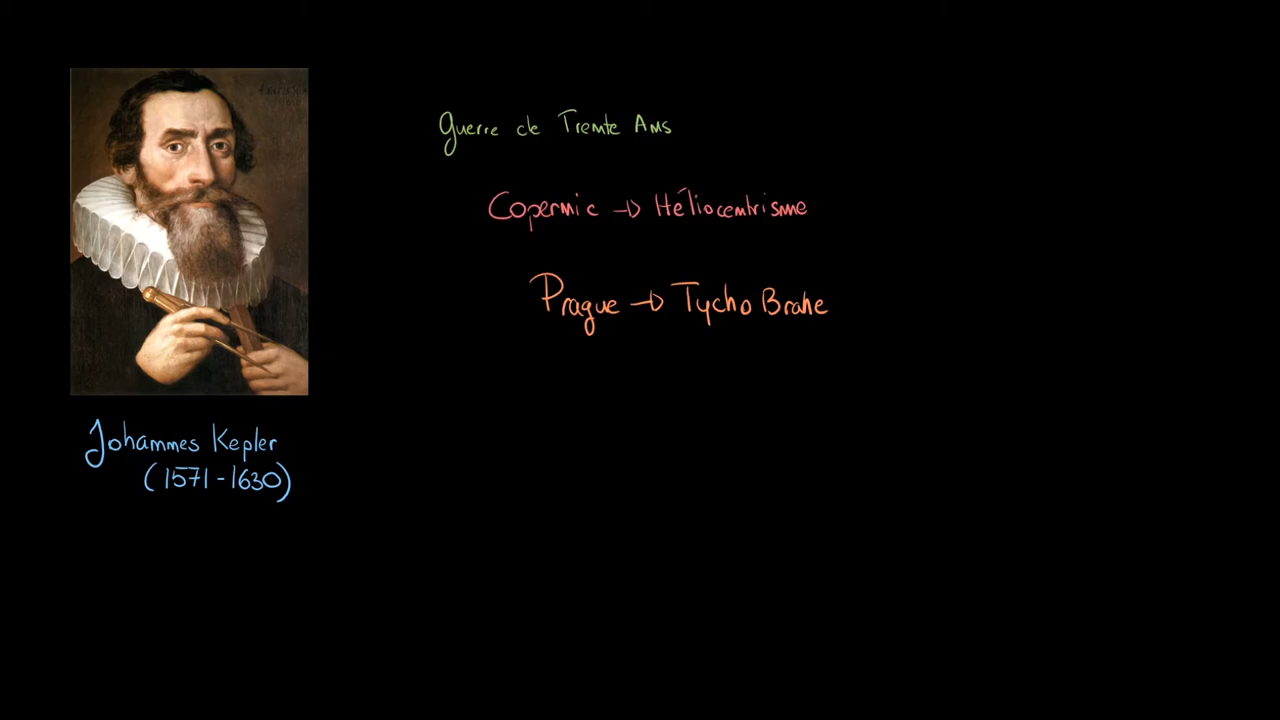 Guerre de Trente Ans
Copernic → Héliocentrisme
Prague → Tycho Brahe
Johannes Kepler
(1571-1630)